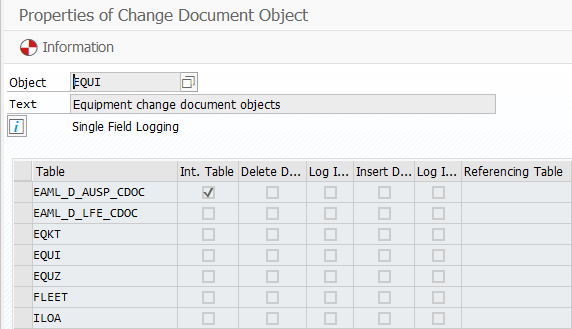 Properties of Change Document Object
Information
Object EQUI
Text Equipment change document objects
i Single Field Logging
Table Int. Table Delete D... Log I... Insert D... Log I... Referencing Table
EAML_D_AUSP_CDOC
EAML_D_LFE_CDOC
EQKT
EQUI
EQUZ
FLEET
ILOA